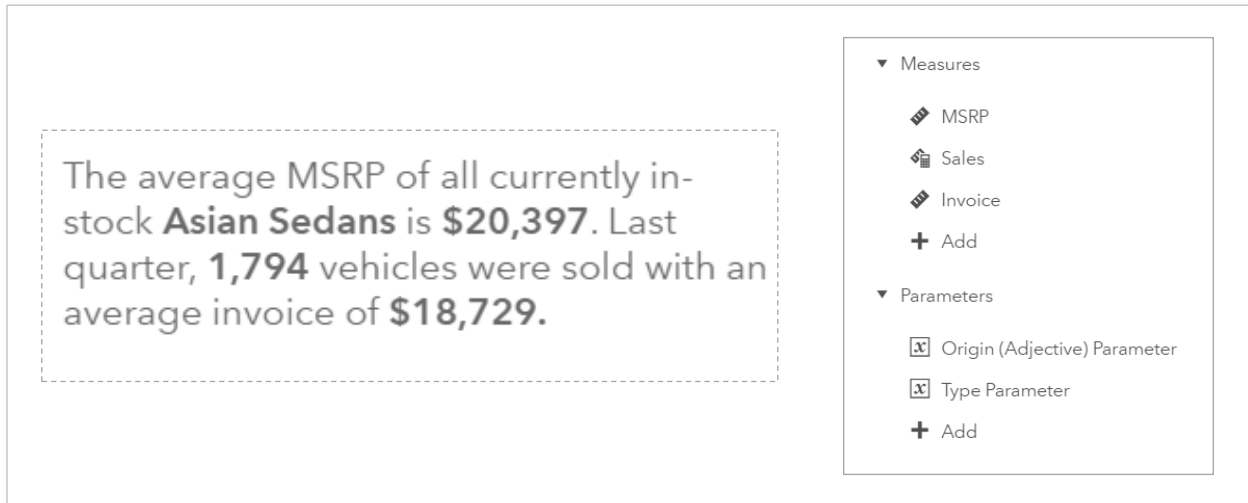 The average MSRP of all currently in-
stock Asian Sedans is $20,397. Last
quarter, 1,794 vehicles were sold with an
average invoice of $18,729.
Measures
MSRP
Sales
Invoice
Add
Parameters
Origin (Adjective) Parameter
Type Parameter
Add